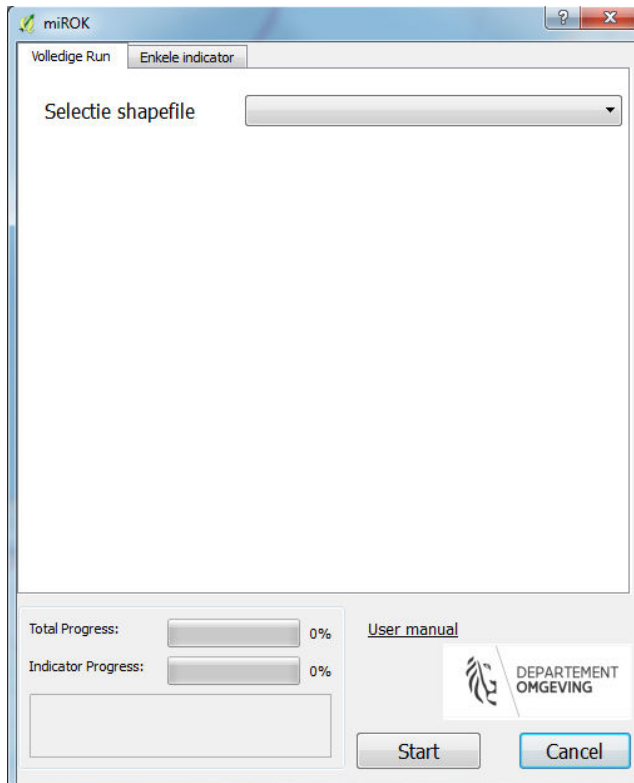 miROK
Volledige Run
Enkele indicator
Selectie shapefile
Total Progress:
0%
Indicator Progress:
0%
User manual
DEPARTEMENT
OMGEVING
Start
Cancel